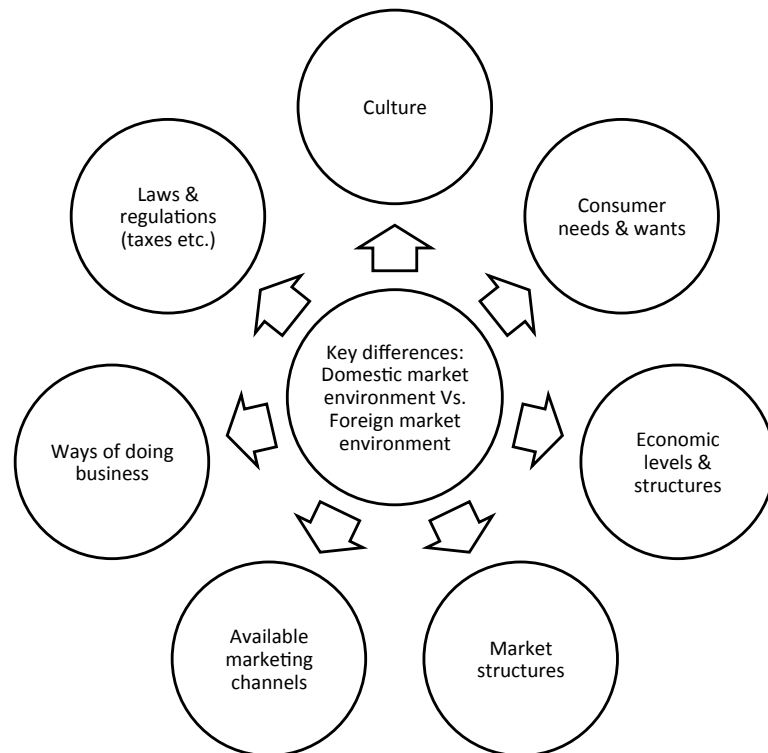 Culture
Consumer
needs & wants
Economic
levels &
structures
Market
structures
Available
marketing
channels
Ways of doing
business
Laws &
regulations
(taxes etc.)
Key differences:
Domestic market
environment Vs.
Foreign market
environment